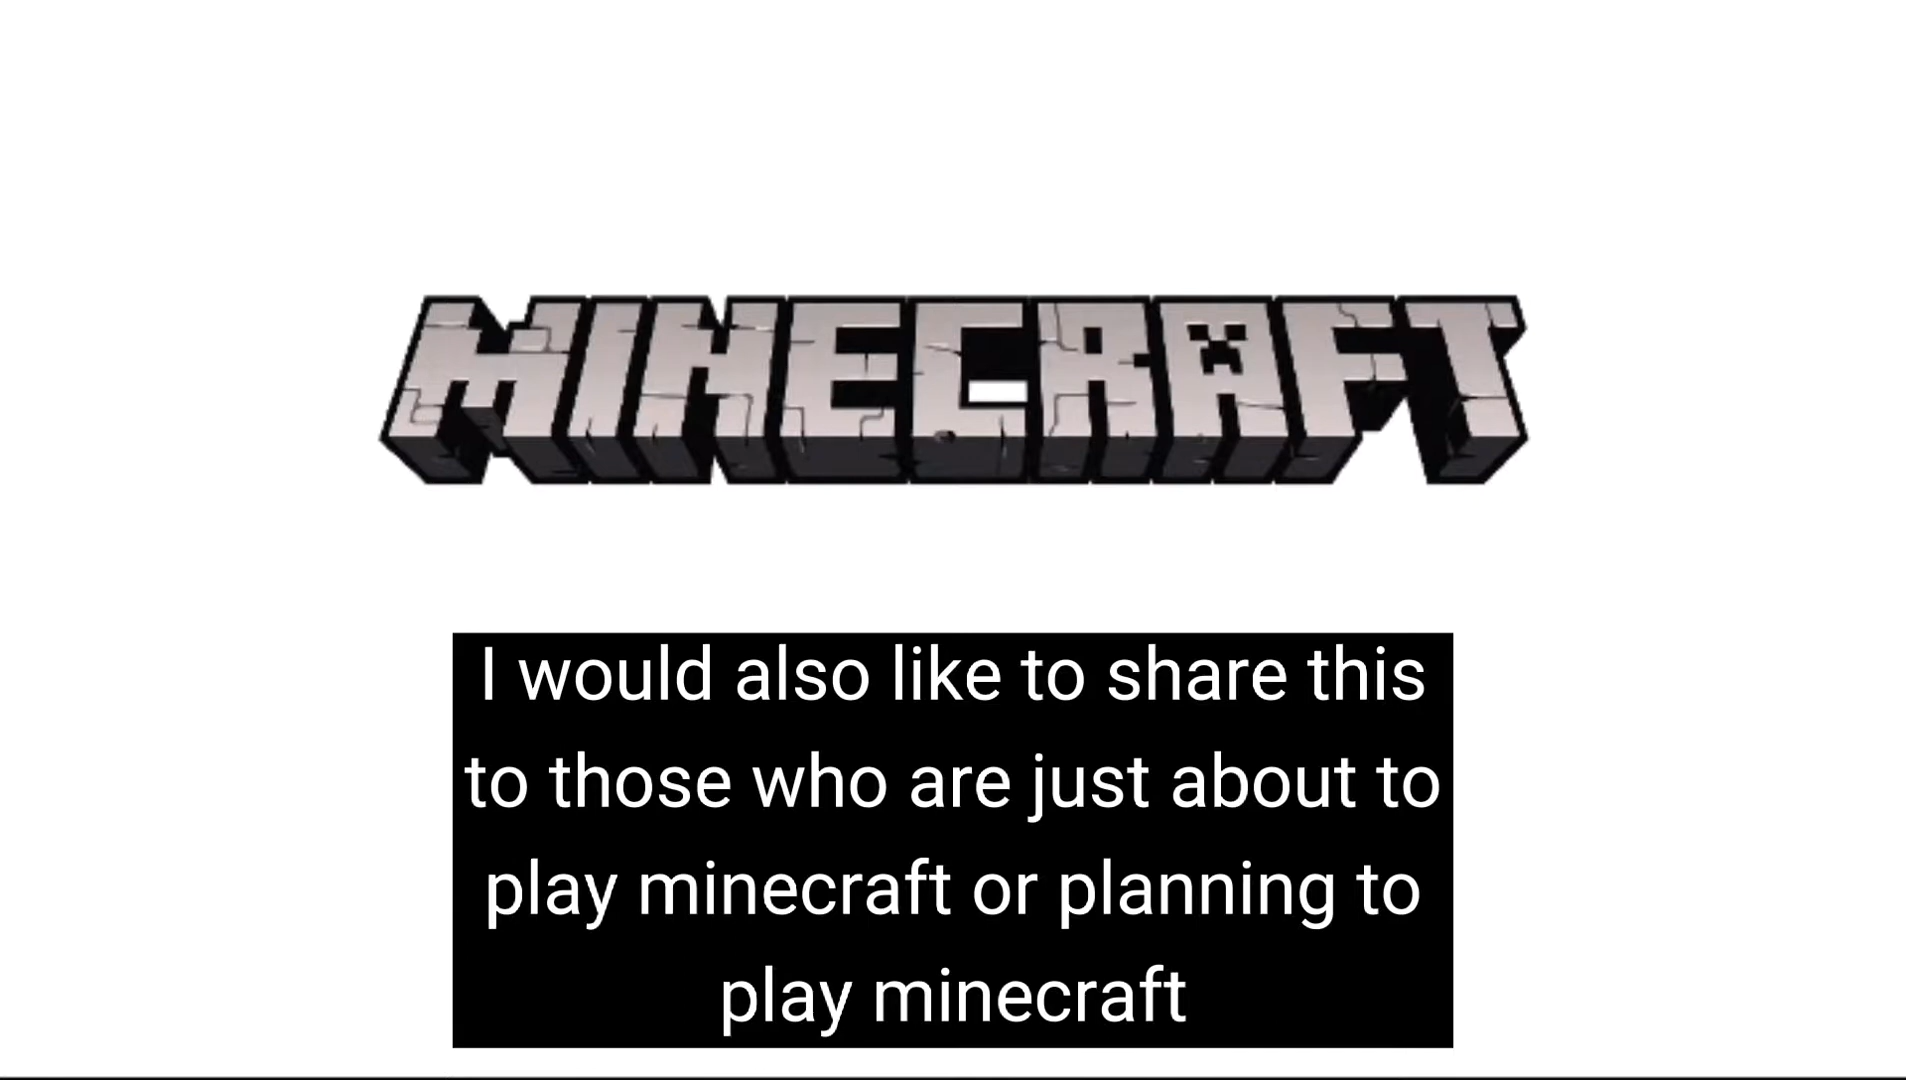 MINECRAFT
I would also like to share this
to those who are just about to
play minecraft or planning to
play minecraft